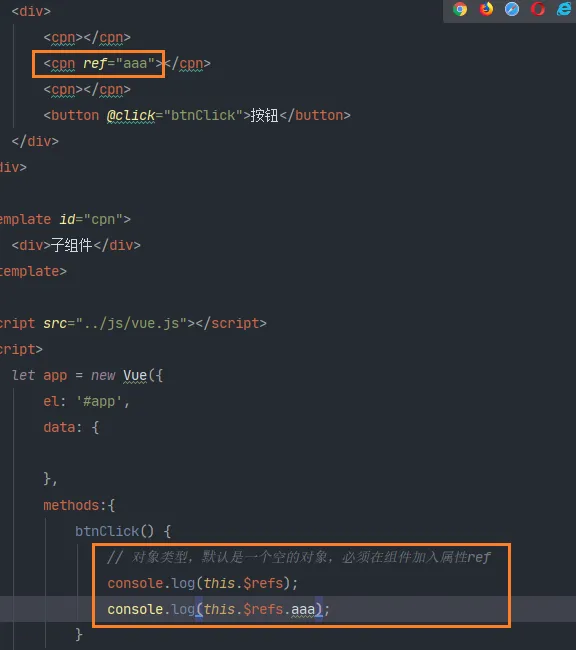 <div>
<cpn></cpn>
<cpn ref="aaa"></cpn>
<cpn></cpn>
<button @click="btnClick">按钮</button>
</div>
div>
emplate id="cpn">
<div>子组件</div>
template>
cript src="../js/vue.js"></script>
cript>
let app = new Vue({
el: '#app',
data: {
},
methods:{
btnClick() {
// 对象类型，默认是一个空的对象，必须在组件加入属性ref
console.log(this.$refs);
console.log(this.$refs.aaa);
}